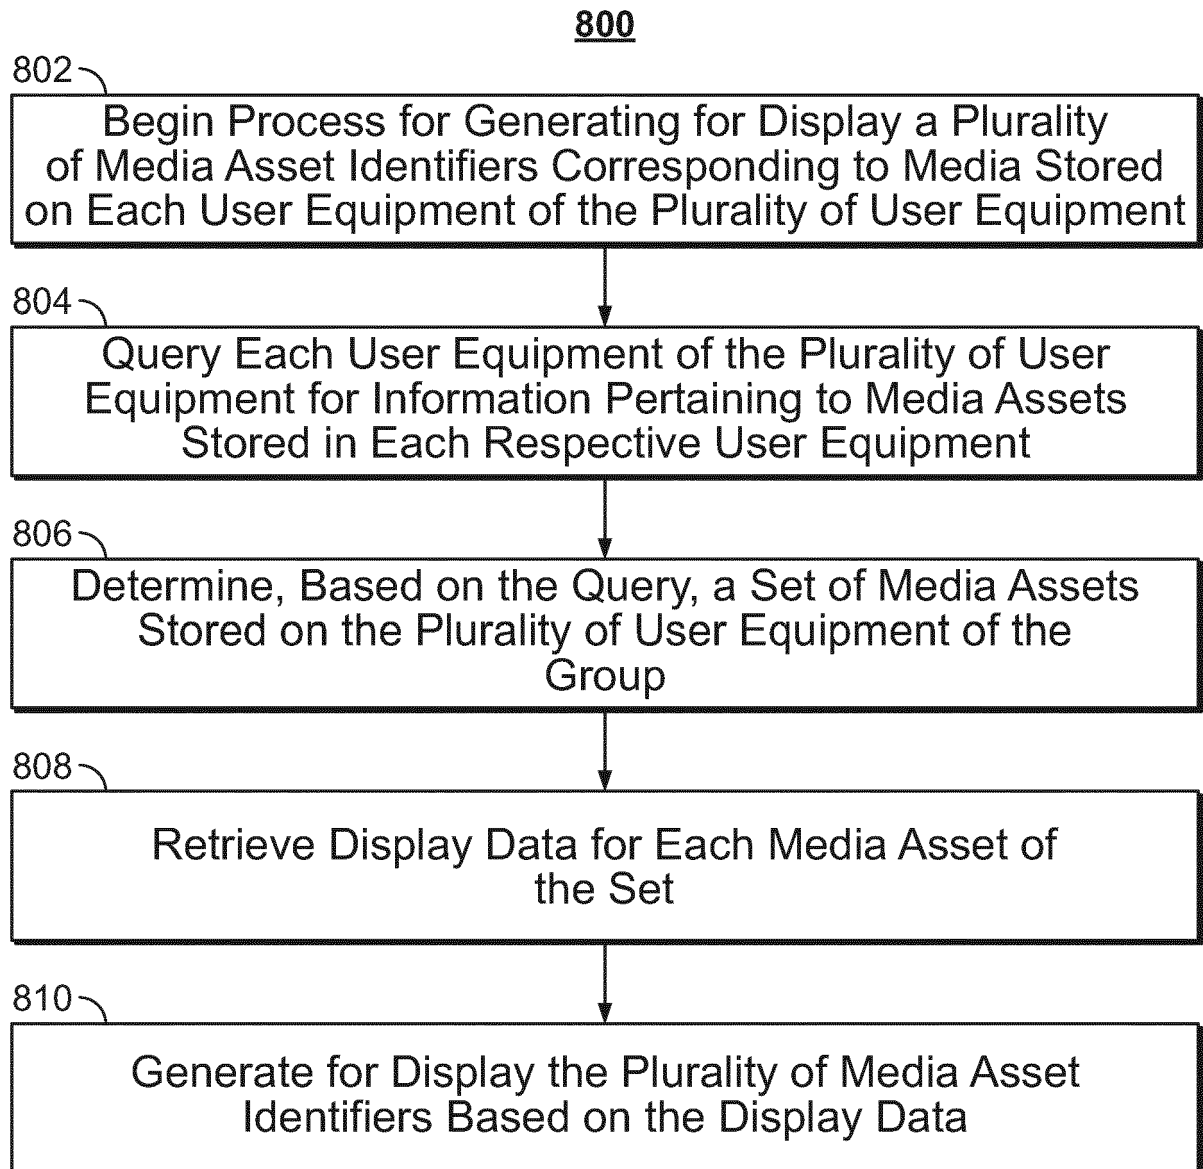 800
802
Begin Process for Generating for Display a Plurality
of Media Asset Identifiers Corresponding to Media Stored
on Each User Equipment of the Plurality of User Equipment
804
Query Each User Equipment of the Plurality of User
Equipment for Information Pertaining to Media Assets
Stored in Each Respective User Equipment
806
Determine, Based on the Query, a Set of Media Assets
Stored on the Plurality of User Equipment of the
Group
808
Retrieve Display Data for Each Media Asset of
the Set
810
Generate for Display the Plurality of Media Asset
Identifiers Based on the Display Data